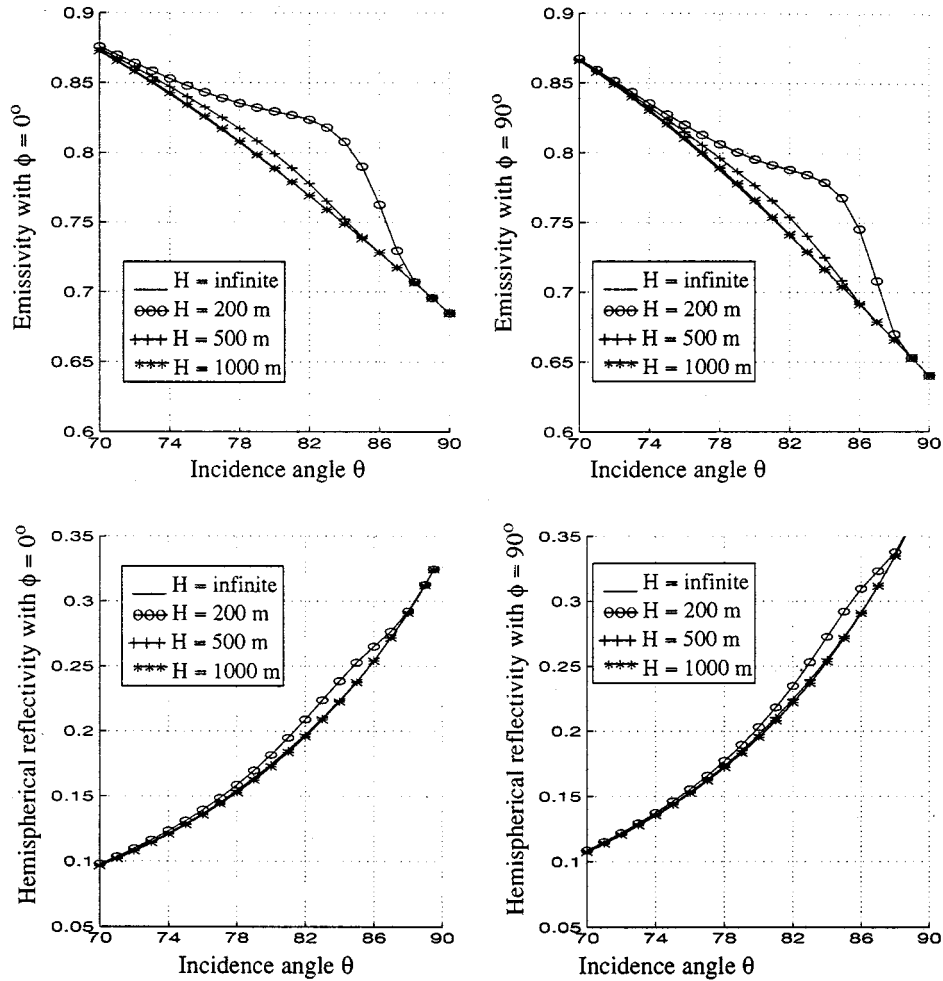 Emissivity with ϕ = 0°
0.9
0.85
0.8
0.75
0.7
0.65
0.6
H = infinite
H = 200 m
H = 500 m
H = 1000 m
70 74 78 82 86 90
Incidence angle θ
Emissivity with ϕ = 90°
0.9
0.85
0.8
0.75
0.7
0.65
0.6
H = infinite
H = 200 m
H = 500 m
H = 1000 m
70 74 78 82 86 90
Incidence angle θ
Hemispherical reflectivity with ϕ = 0°
0.35
0.3
0.25
0.2
0.15
0.1
0.05
H = infinite
H = 200 m
H = 500 m
H = 1000 m
70 74 78 82 86 90
Incidence angle θ
Hemispherical reflectivity with ϕ = 90°
0.35
0.3
0.25
0.2
0.15
0.1
0.05
H = infinite
H = 200 m
H = 500 m
H = 1000 m
70 74 78 82 86 90
Incidence angle θ